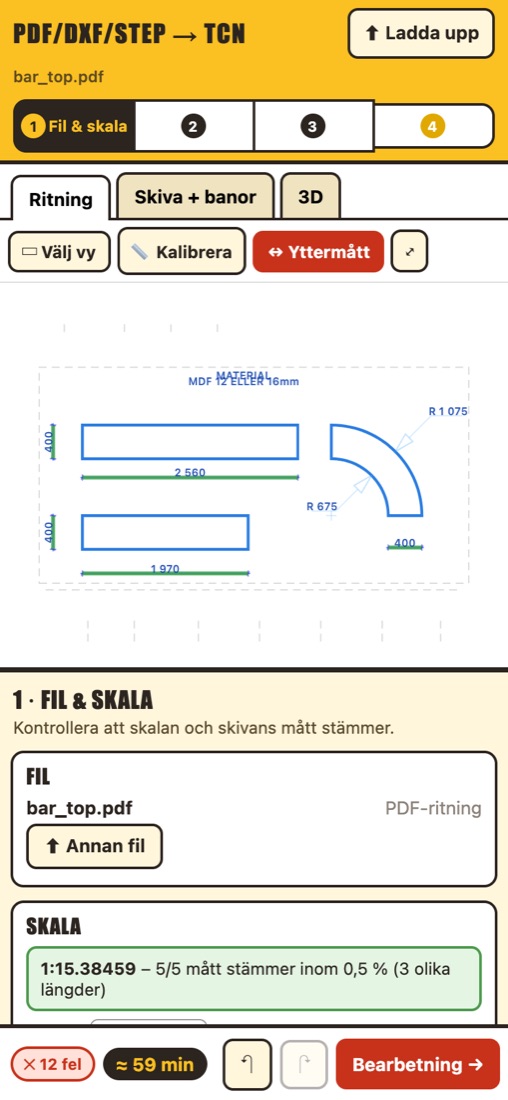 PDF/DXF/STEP → TCN
⬆ Ladda upp
bar_top.pdf
1 Fil & skala
2
3
4
Ritning
Skiva + banor
3D
Välj vy
Kalibrera
↔ Yttermått
⤢
MATERIAL
MDF 12 ELLER 16mm
R 1 075
400
2 560
R 675
400
400
1 970
1 · FIL & SKALA
Kontrollera att skalan och skivans mått stämmer.
FIL
bar_top.pdf
PDF-ritning
⬆ Annan fil
SKALA
1:15.38459 – 5/5 mått stämmer inom 0,5 % (3 olika
längder)
× 12 fel
≈ 59 min
Bearbetning →